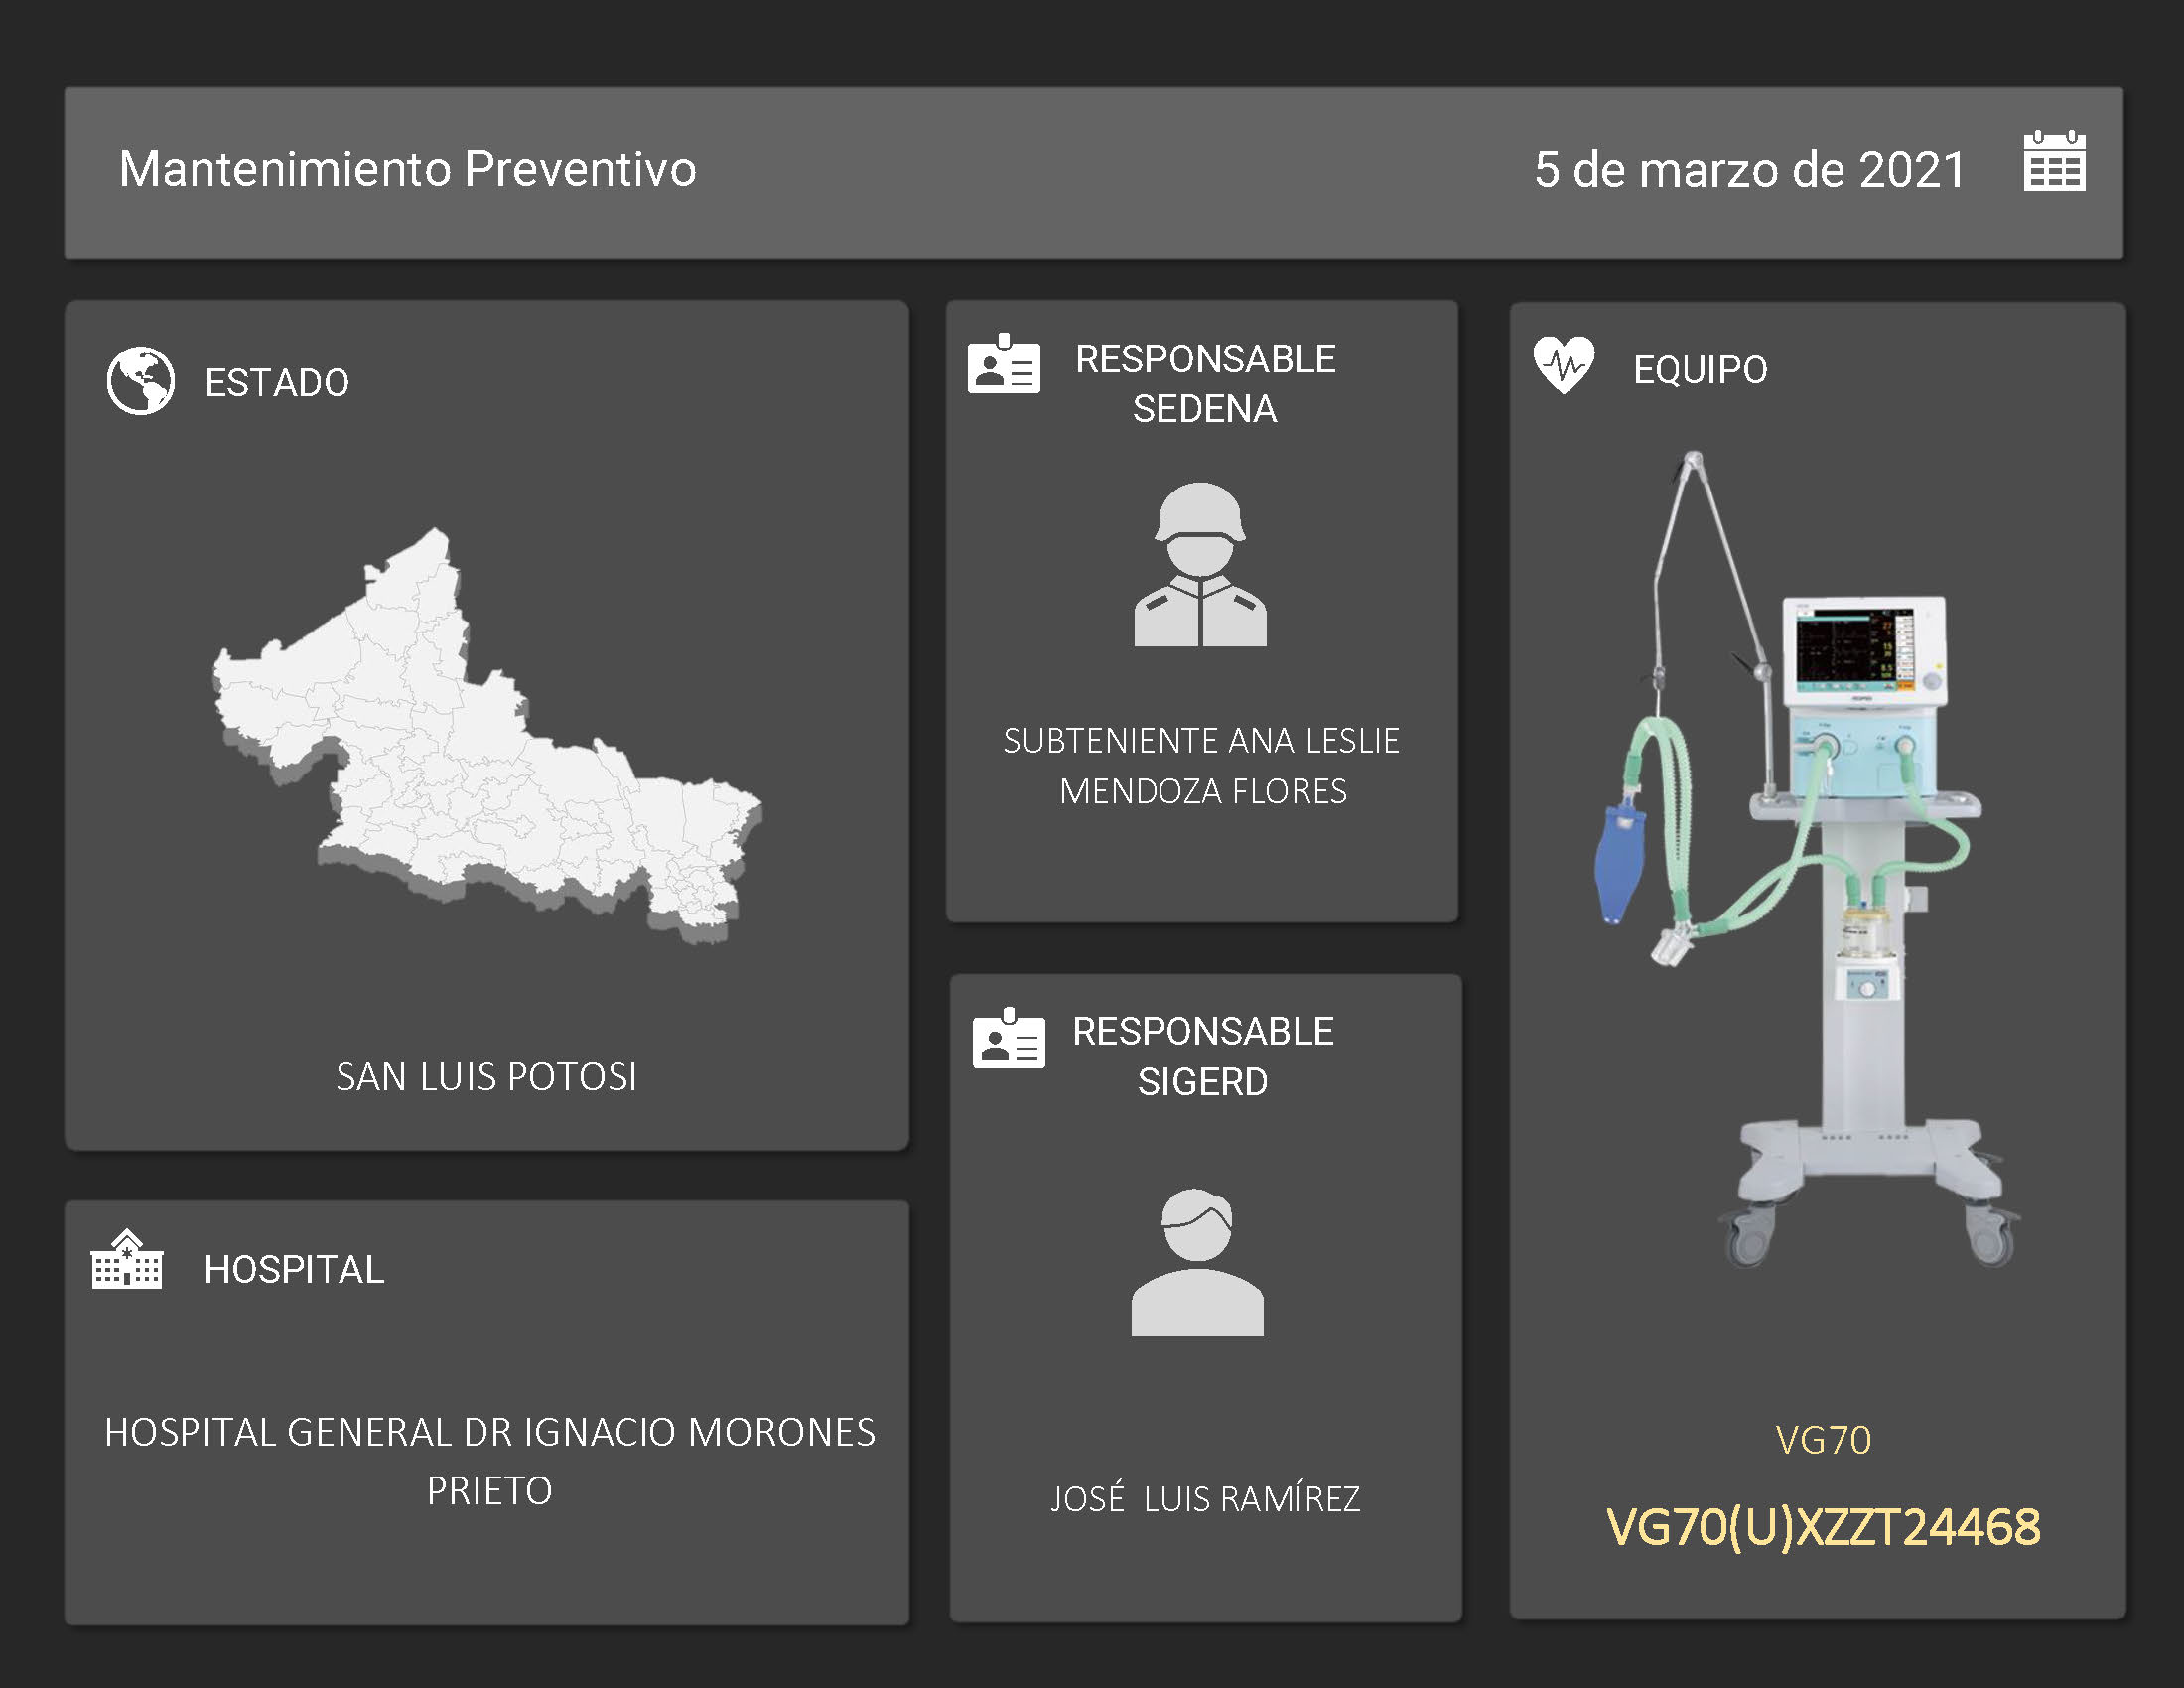 Mantenimiento Preventivo
5 de marzo de 2021
ESTADO
SAN LUIS POTOSI
HOSPITAL
HOSPITAL GENERAL DR IGNACIO MORONES
PRIETO
RESPONSABLE
SEDENA
SUBTENIENTE ANA LESLIE
MENDOZA FLORES
RESPONSABLE
SIGERD
JOSÉ LUIS RAMÍREZ
EQUIPO
VG70
VG70(U)XZZT24468